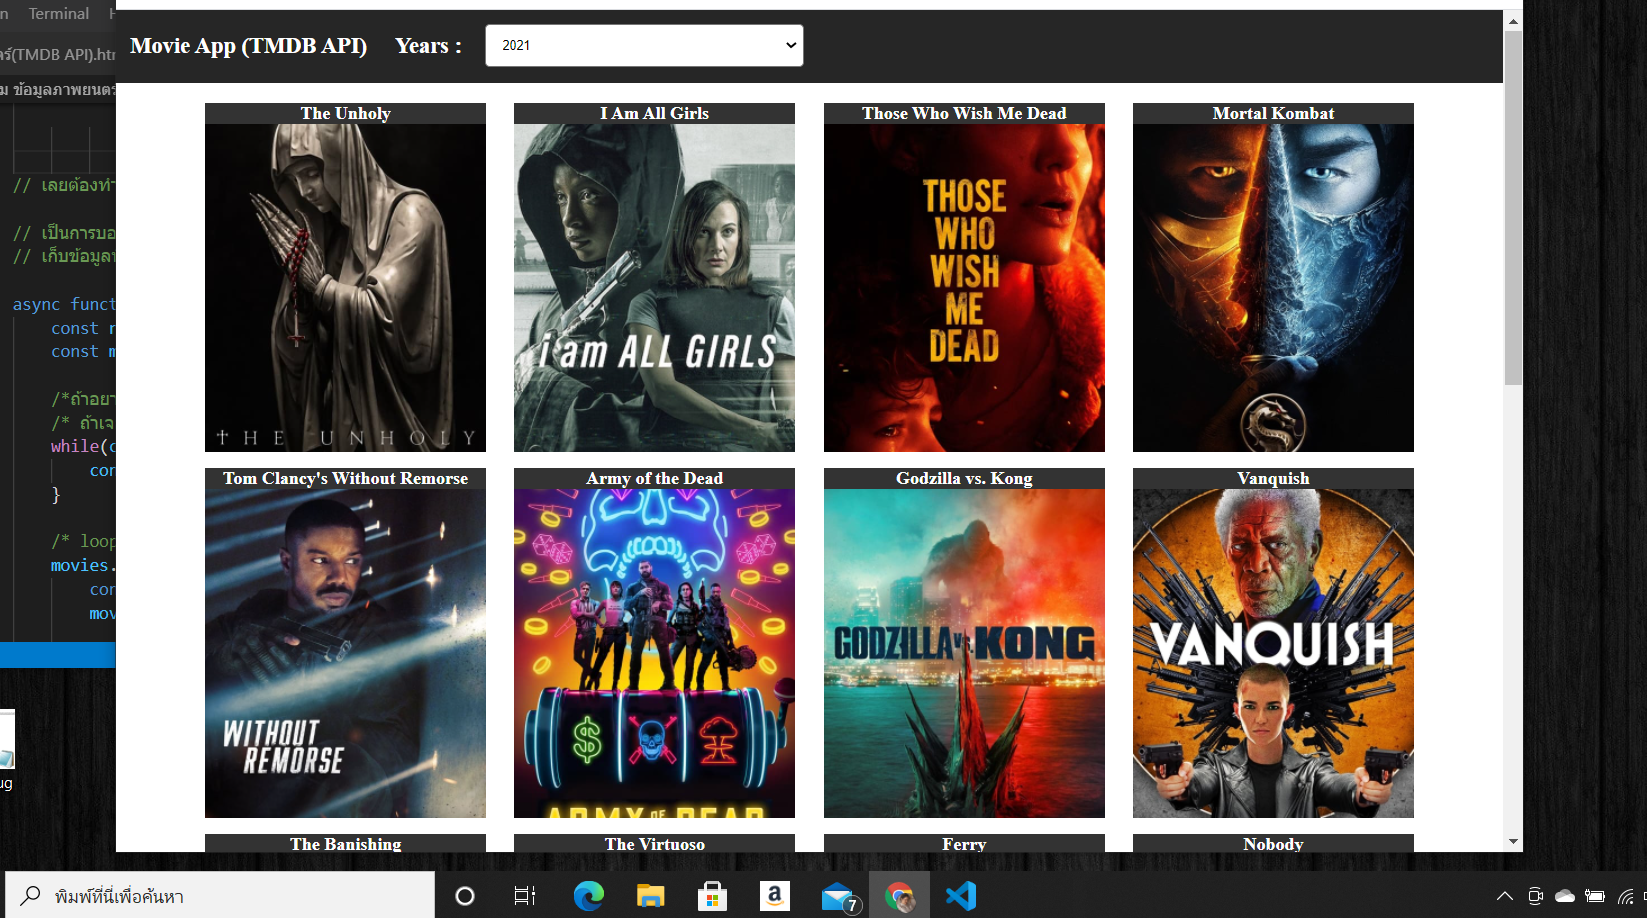 Terminal
ตร์(TMDB API).htm
ม ข้อมูลภาพยนตร
// เลยต้องทำ
// เป็นการบอ
// เก็บข้อมูล
async funct
const
const
/*ถ้าอยา
/* ถ้าเจ
while(
con
}
/* loop
movies.
con
mov
Movie App (TMDB API) Years : 2021
The Unholy
THE UNHOLY
I Am All Girls
i am ALL GIRLS
Those Who Wish Me Dead
THOSE
WHO
WISH
ME
DEAD
Mortal Kombat
Tom Clancy's Without Remorse
WITHOUT
REMORSE
Army of the Dead
$
ARMY OF DEAD
Godzilla vs. Kong
GODZILLA vs. KONG
Vanquish
VANQUISH
The Banishing
The Virtuoso
Ferry
Nobody
ug
พิมพ์ที่นี่เพื่อค้นหา
a
7